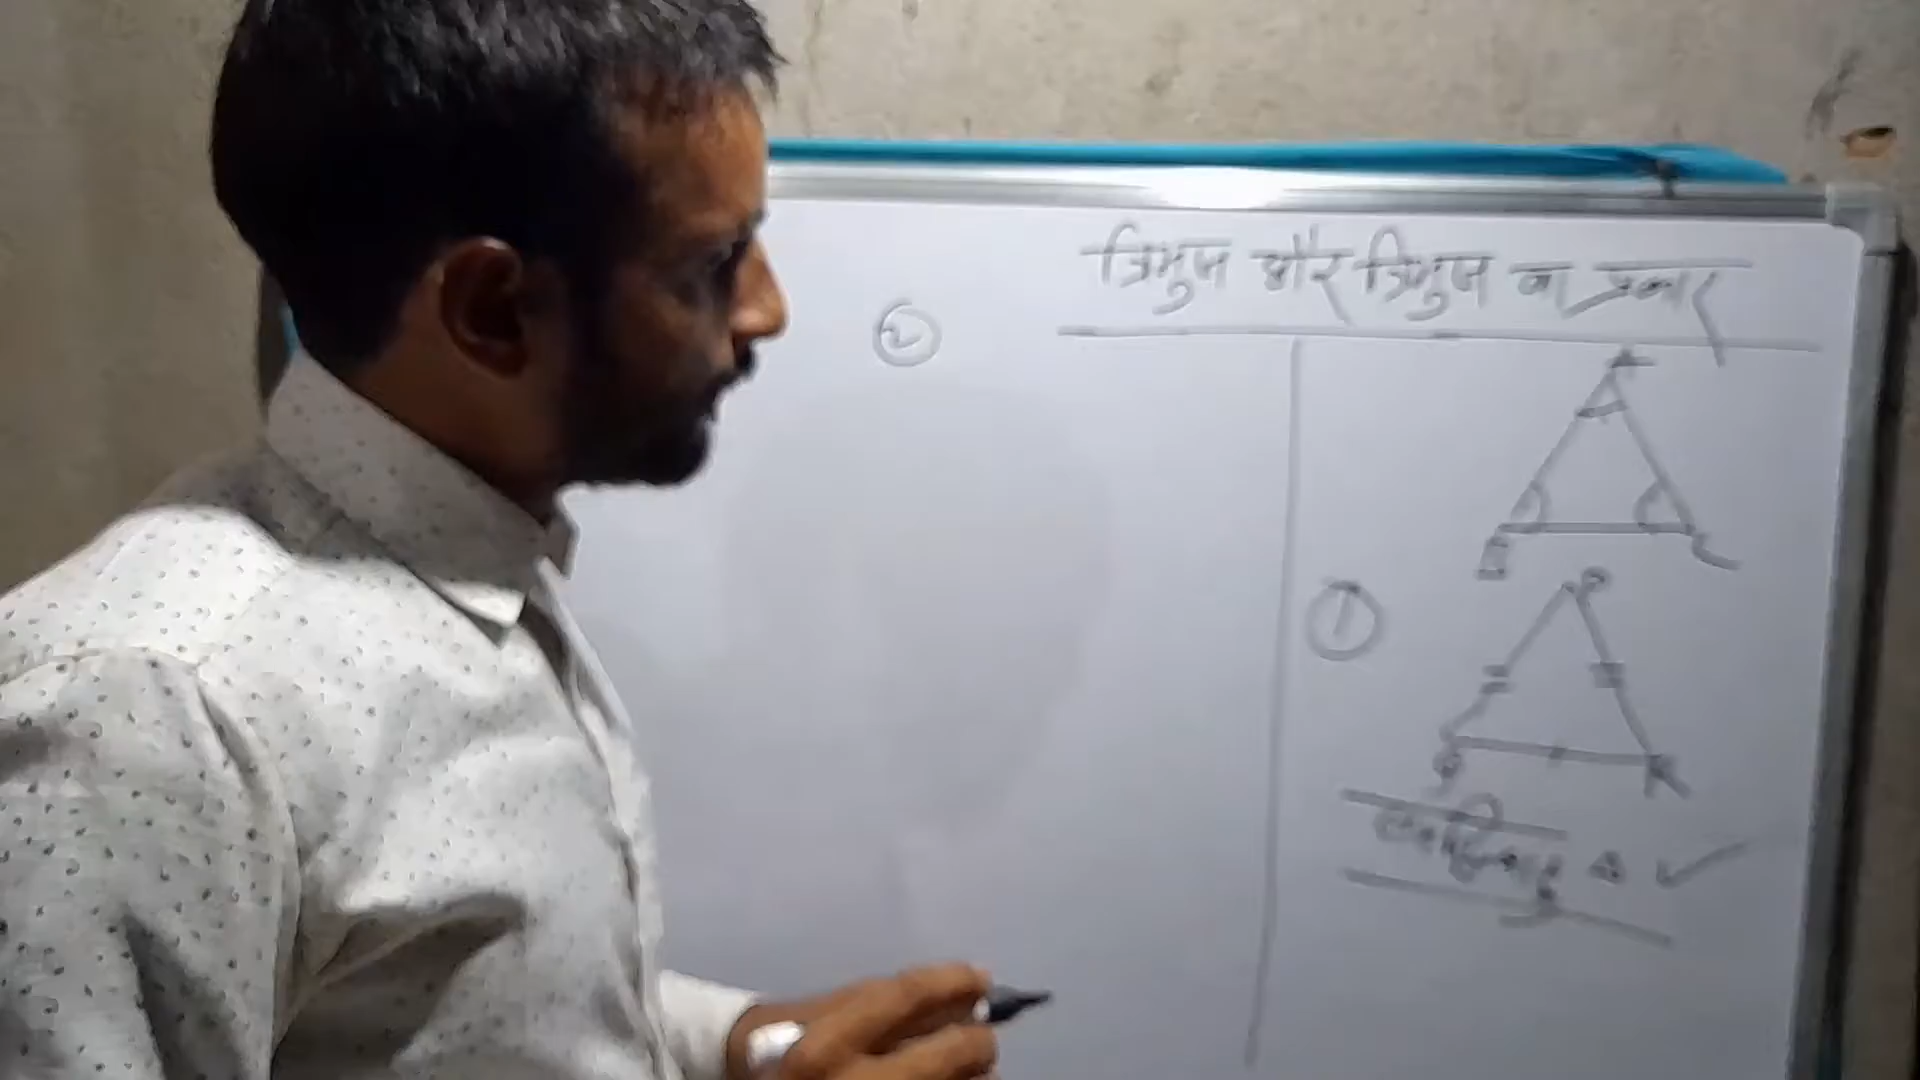 त्रिभुज और त्रिभुज का प्रकार
②
A
B C
①
P
Q R
समद्विबाहु Δ ✓